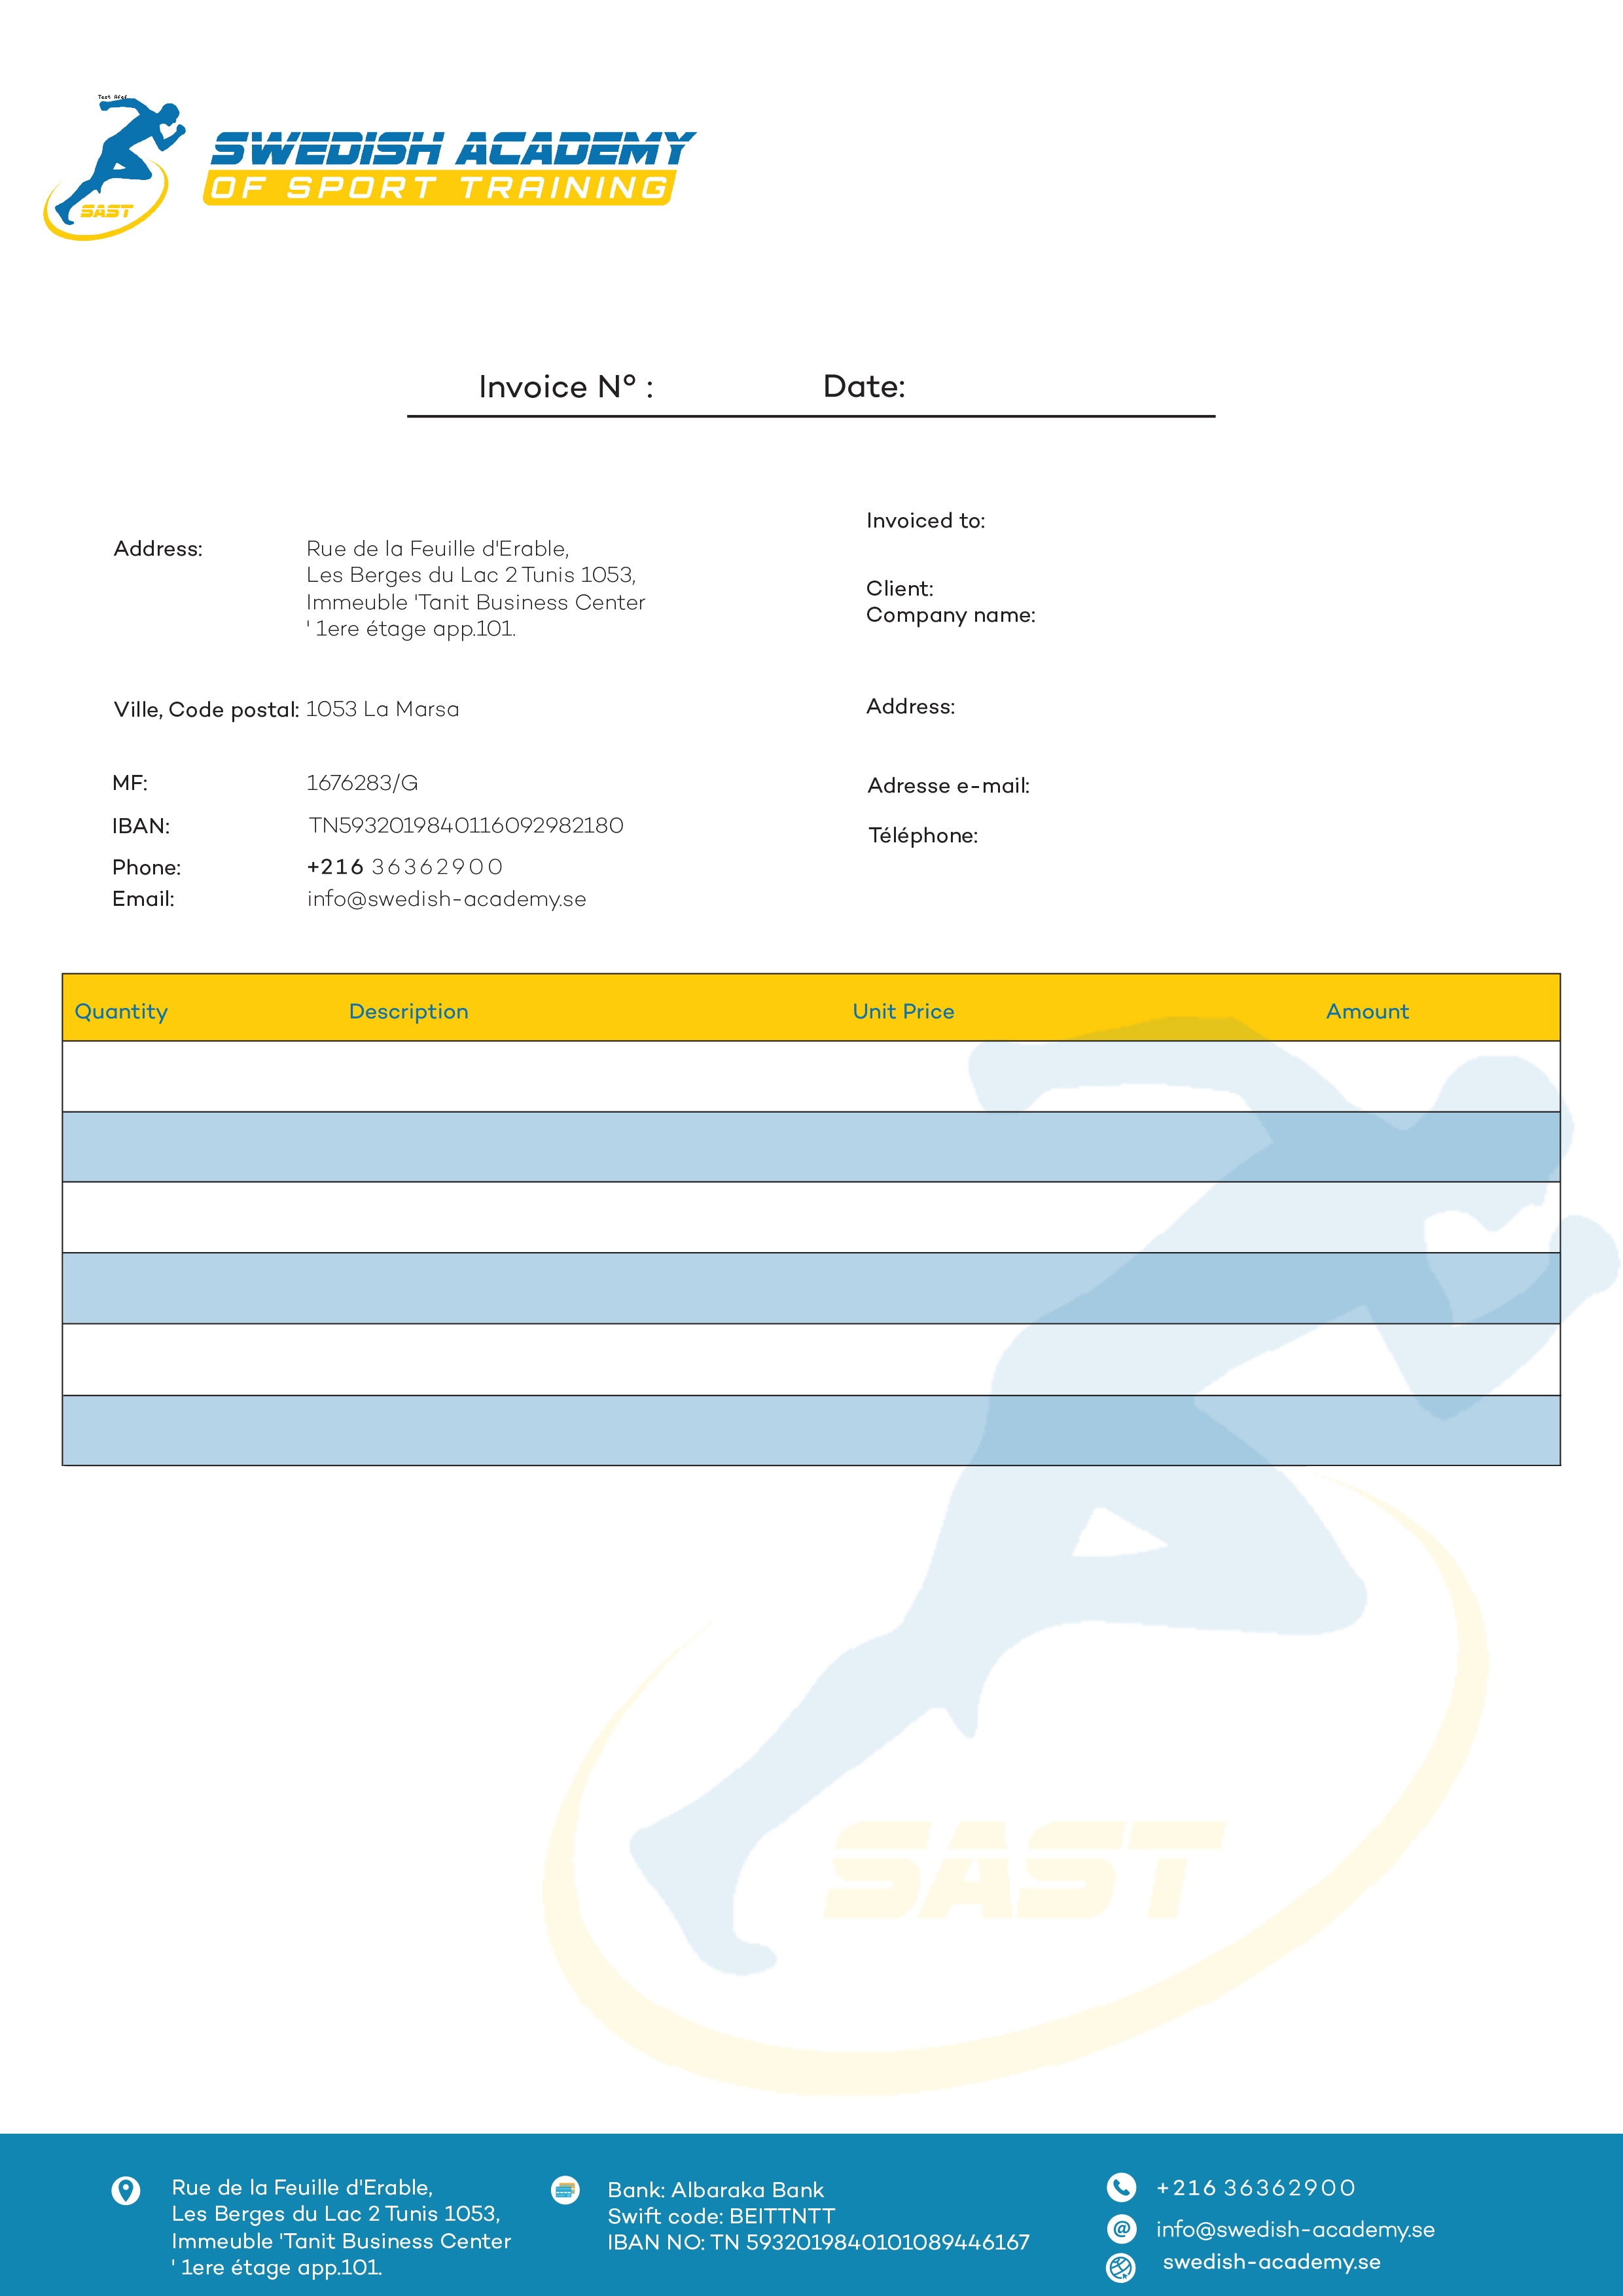 Test Afef
SAST
SWEDISH ACADEMY
OF SPORT TRAINING
Invoice N° : Date:
Address: Rue de la Feuille d'Erable,
Les Berges du Lac 2 Tunis 1053,
Immeuble 'Tanit Business Center
' 1ere étage app.101.
Ville, Code postal: 1053 La Marsa
MF: 1676283/G
IBAN: TN5932019840116092982180
Phone: +216 36362900
Email: info@swedish-academy.se
Invoiced to:
Client:
Company name:
Address:
Adresse e-mail:
Téléphone:
Quantity Description Unit Price Amount
SAST
Rue de la Feuille d'Erable,
Les Berges du Lac 2 Tunis 1053,
Immeuble 'Tanit Business Center
' 1ere étage app.101.
Bank: Albaraka Bank
Swift code: BEITTNTT
IBAN NO: TN 5932019840101089446167
+216 36362900
info@swedish-academy.se
swedish-academy.se